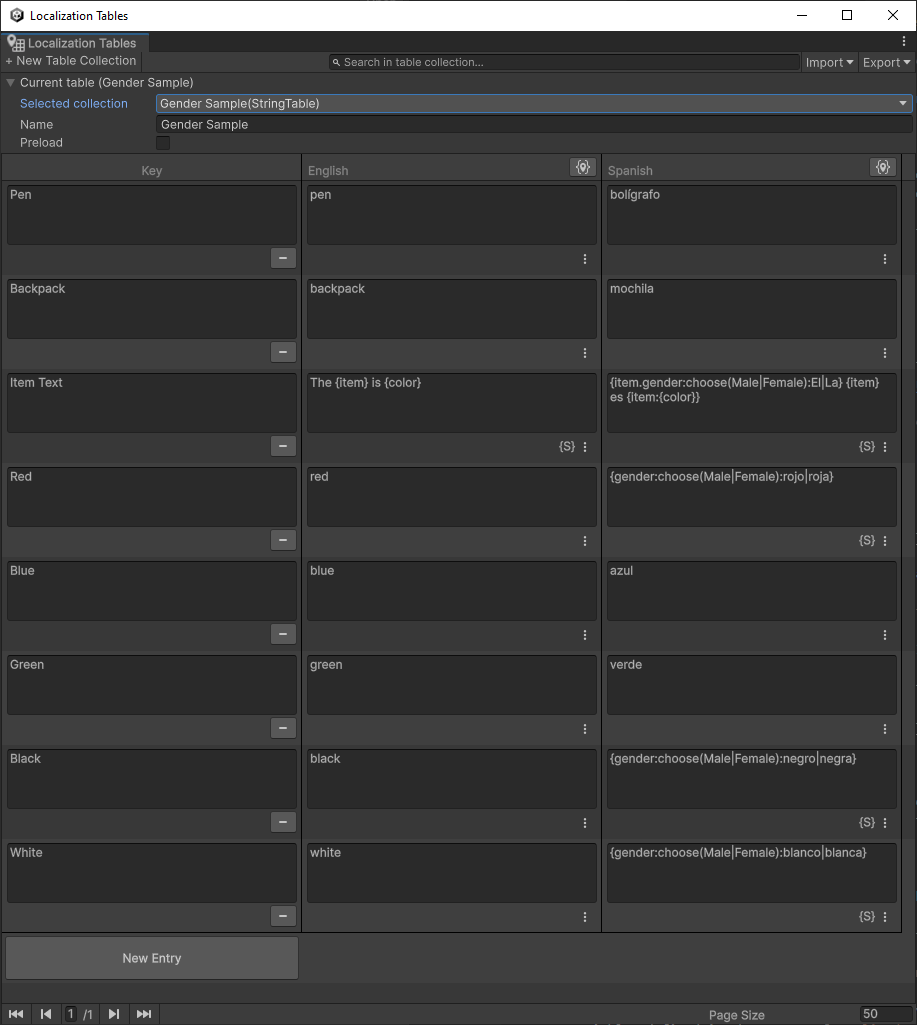 Localization Tables
Localization Tables
+ New Table Collection
Search in table collection...
Import
Export
Current table (Gender Sample)
Selected collection
Gender Sample(StringTable)
Name
Gender Sample
Preload
Key
English
Spanish
Pen
pen
bolígrafo
Backpack
backpack
mochila
Item Text
The {item} is {color}
{item.gender:choose(Male|Female):El|La} {item}
es {item:{color}}
{S}
{S}
Red
red
{gender:choose(Male|Female):rojo|roja}
{S}
Blue
blue
azul
Green
green
verde
Black
black
{gender:choose(Male|Female):negro|negra}
{S}
White
white
{gender:choose(Male|Female):blanco|blanca}
{S}
New Entry
1 /1
Page Size
50